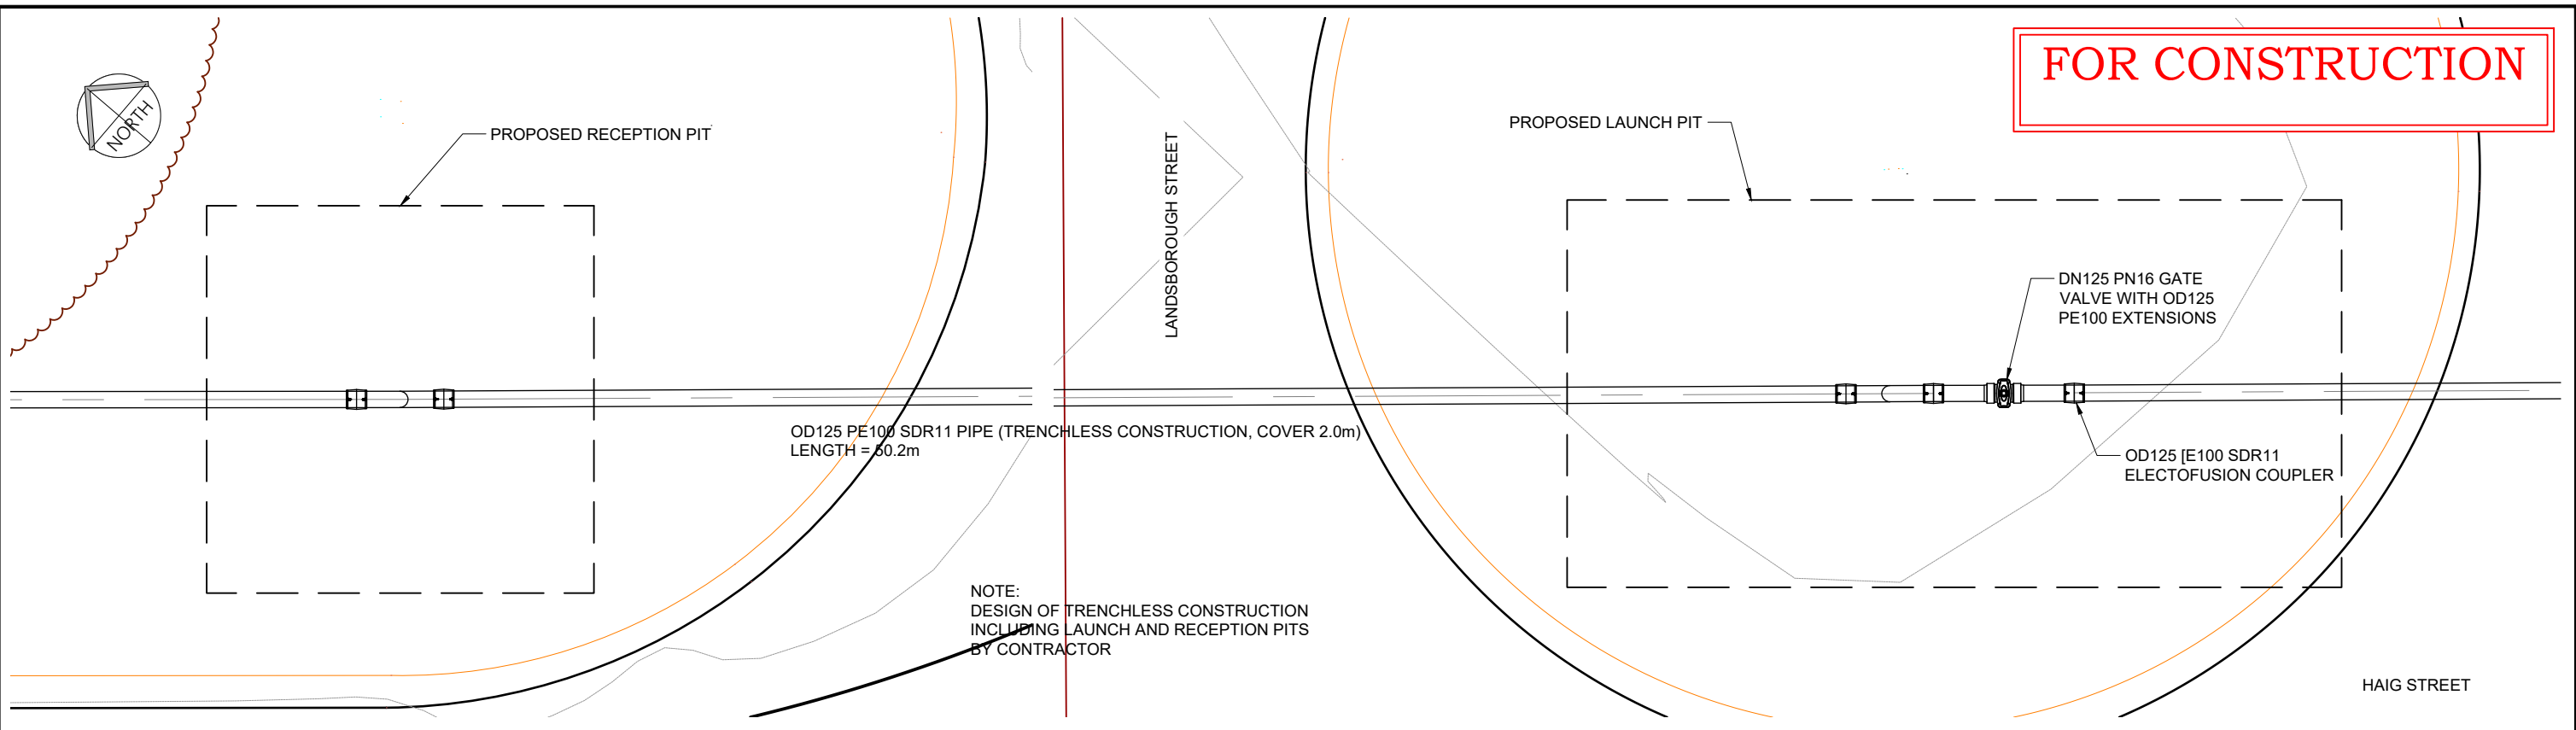 FOR CONSTRUCTION
NORTH
PROPOSED RECEPTION PIT
PROPOSED LAUNCH PIT
LANDSBOROUGH STREET
DN125 PN16 GATE
VALVE WITH OD125
PE100 EXTENSIONS
OD125 PE100 SDR11 PIPE (TRENCHLESS CONSTRUCTION, COVER 2.0m)
LENGTH =
OD125 [E100 SDR11
ELECTOFUSION COUPLER
NOTE:
DESIGN OF TRENCHLESS CONSTRUCTION
INCLUDING LAUNCH AND RECEPTION PITS
BY CONTRACTOR
HAIG STREET